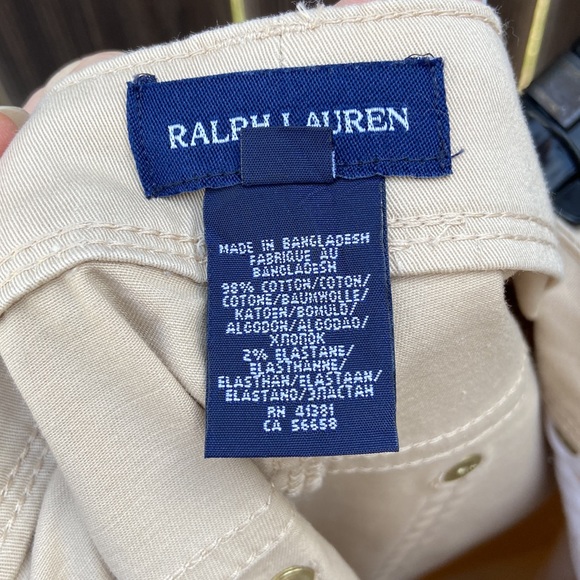 RALPH LAUREN
MADE IN BANGLADESH
FABRIQUE AU
BANGLADESH
98% COTTON/COTON/
COTONE/BAUMWOLLE/
KATOEN/BOMULD/
ALGODON/ALGODAO/
ХЛОПОК
2% ELASTANE/
ELASTHANNE/
ELASTHAN/ELASTAAN/
ELASTANO/ЭЛАСТАН
RN 41381
CA 56658